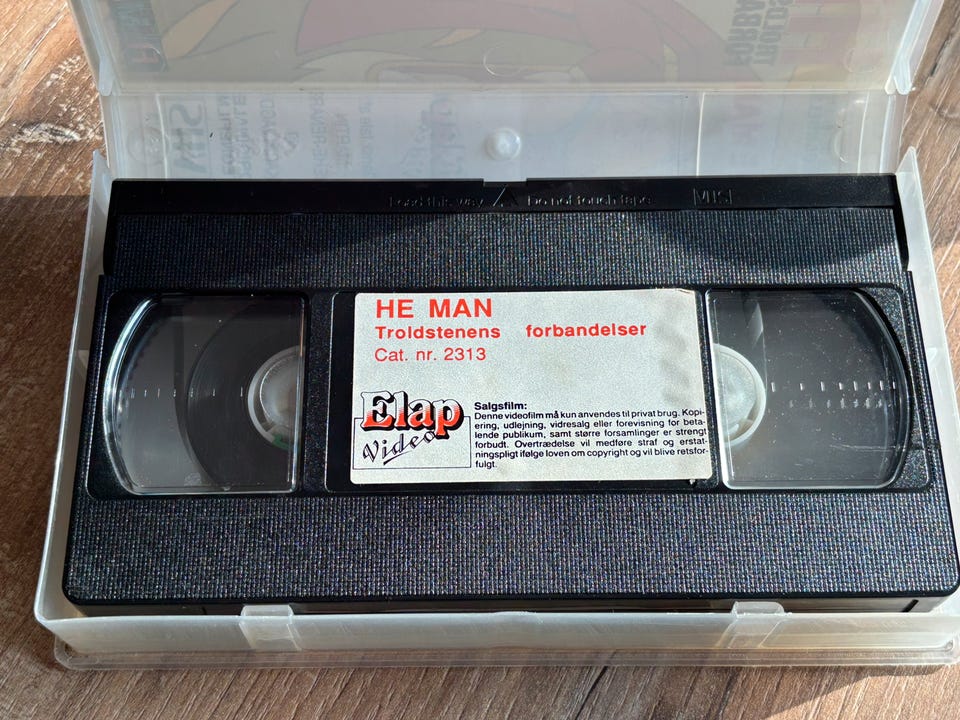 Load this way Do not touch tape VHS
HE MAN
Troldstenens forbandelser
Cat. nr. 2313
Elap
Video
Salgsfilm:
Denne videofilm må kun anvendes til privat brug. Kopi-
ering, udlejning, vidresalg eller forevisning for beta-
lende publikum, samt større forsamlinger er strengt
forbudt. Overtrædelse vil medføre straf og erstat-
ningspligt ifølge loven om copyright og vil blive retsfor-
fulgt.